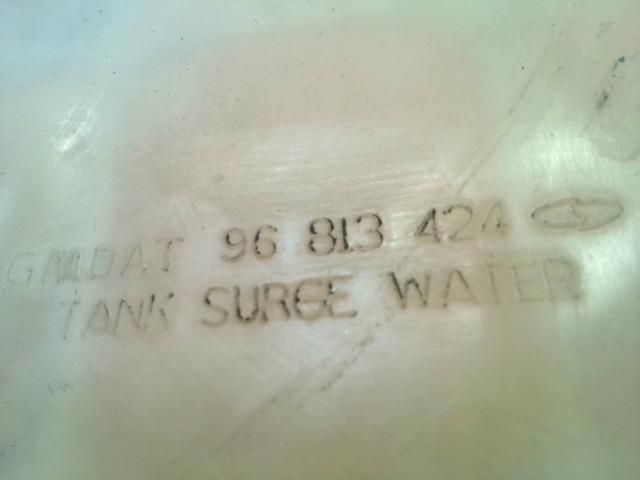 GMDAT 96 813 424
TANK SURGE WATER